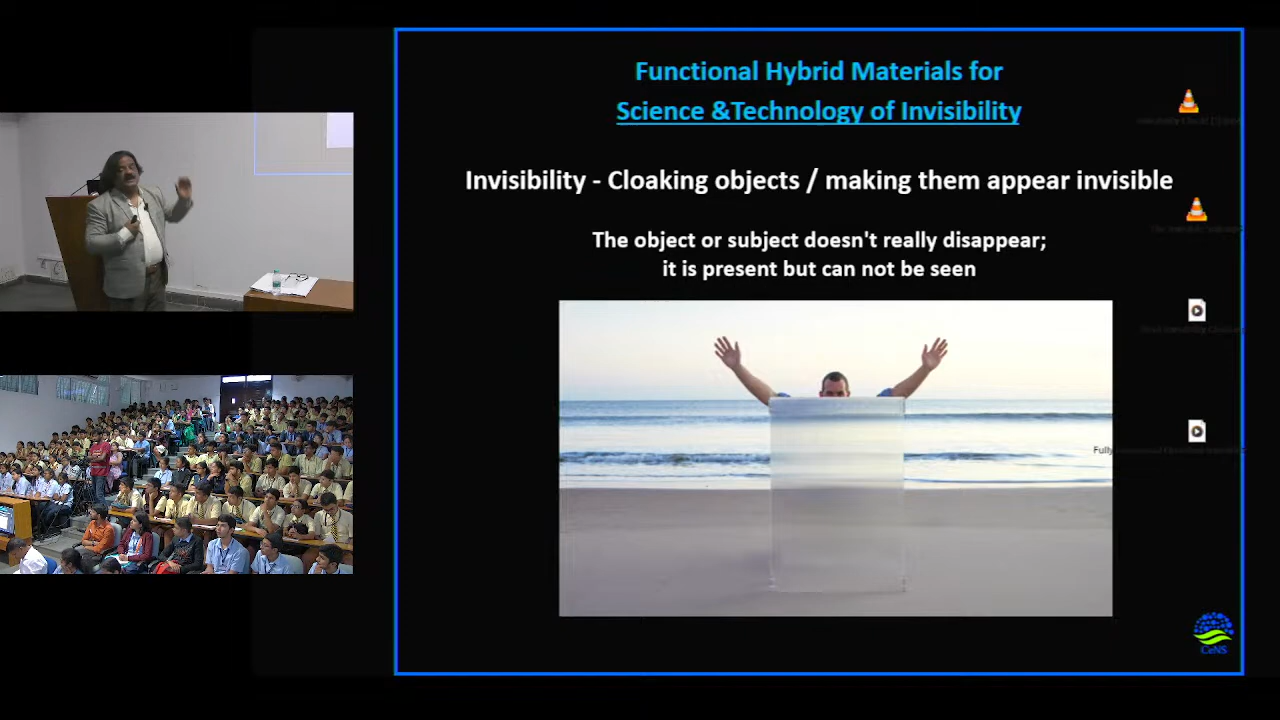 Functional Hybrid Materials for
Science &Technology of Invisibility
Invisibility - Cloaking objects / making them appear invisible
The object or subject doesn't really disappear;
it is present but can not be seen
Fully
CeNS